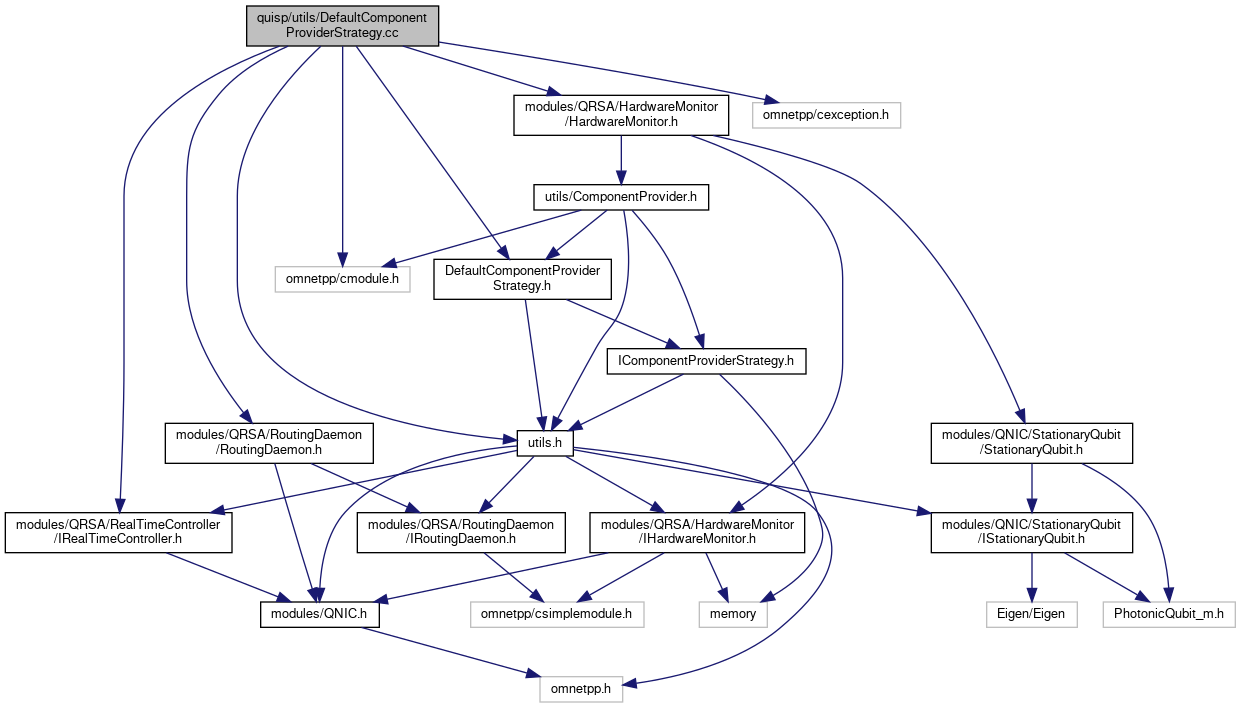 quisp/utils/DefaultComponent
ProviderStrategy.cc
modules/QRSA/HardwareMonitor
/HardwareMonitor.h
omnetpp/cexception.h
utils/ComponentProvider.h
omnetpp/cmodule.h
DefaultComponentProvider
Strategy.h
IComponentProviderStrategy.h
modules/QRSA/RoutingDaemon
/RoutingDaemon.h
utils.h
modules/QNIC/StationaryQubit
/StationaryQubit.h
modules/QRSA/RealTimeController
/IRealTimeController.h
modules/QRSA/RoutingDaemon
/IRoutingDaemon.h
modules/QRSA/HardwareMonitor
/IHardwareMonitor.h
modules/QNIC/StationaryQubit
/IStationaryQubit.h
modules/QNIC.h
omnetpp/csimplemodule.h
memory
Eigen/Eigen
PhotonicQubit_m.h
omnetpp.h